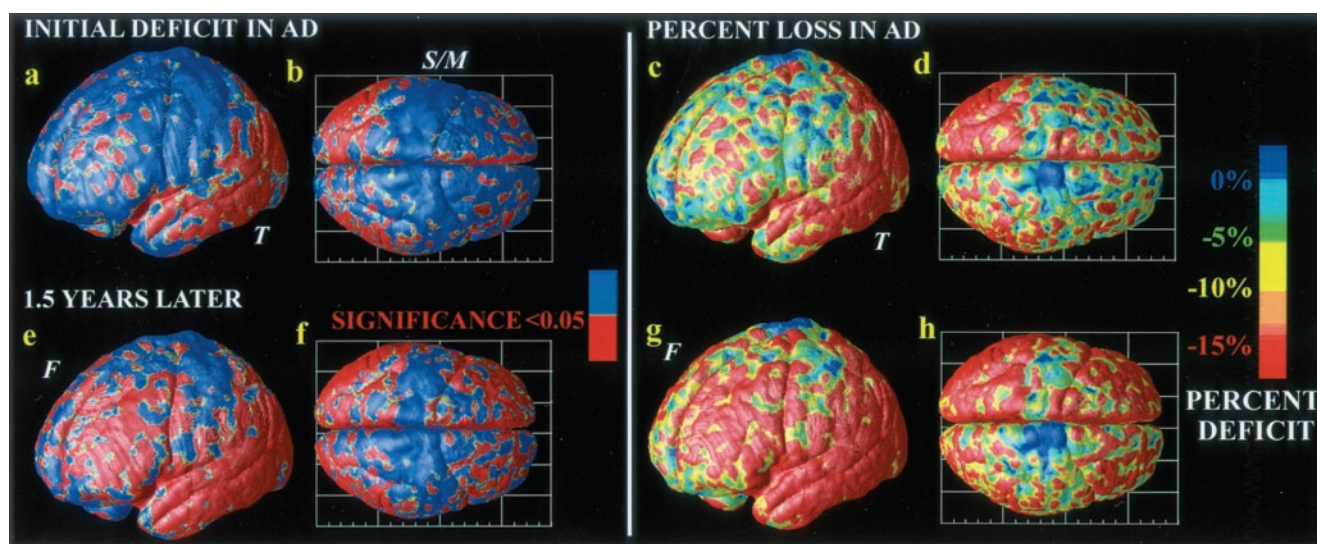 INITIAL DEFICIT IN AD
a
b
S/M
T
PERCENT LOSS IN AD
c
d
T
0%
-5%
-10%
-15%
PERCENT
DEFICIT
1.5 YEARS LATER
e
F
f
SIGNIFICANCE <0.05
g
F
h